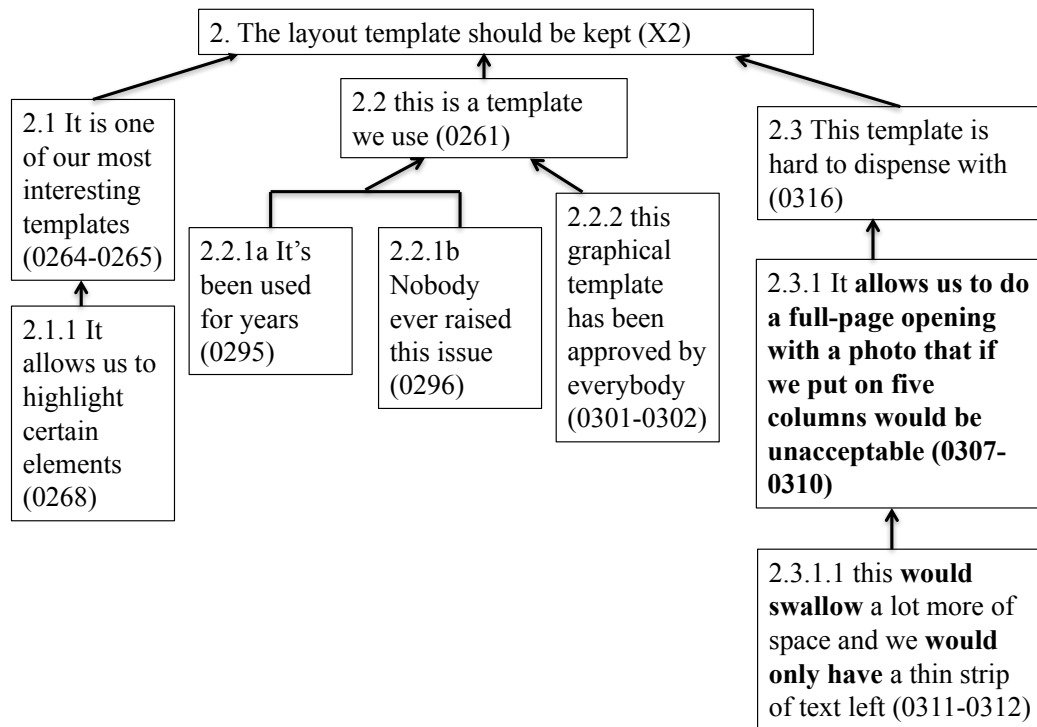 2. The layout template should be kept (X2)
2.1 It is one
of our most
interesting
templates
(0264-0265)
2.1.1 It
allows us to
highlight
certain
elements
(0268)
2.2 this is a template
we use (0261)
2.2.1a It’s
been used
for years
(0295)
2.2.1b
Nobody
ever raised
this issue
(0296)
2.2.2 this
graphical
template
has been
approved by
everybody
(0301-0302)
2.3 This template is
hard to dispense with
(0316)
2.3.1 It allows us to do
a full-page opening
with a photo that if
we put on five
columns would be
unacceptable (0307-
0310)
2.3.1.1 this would
swallow a lot more of
space and we would
only have a thin strip
of text left (0311-0312)